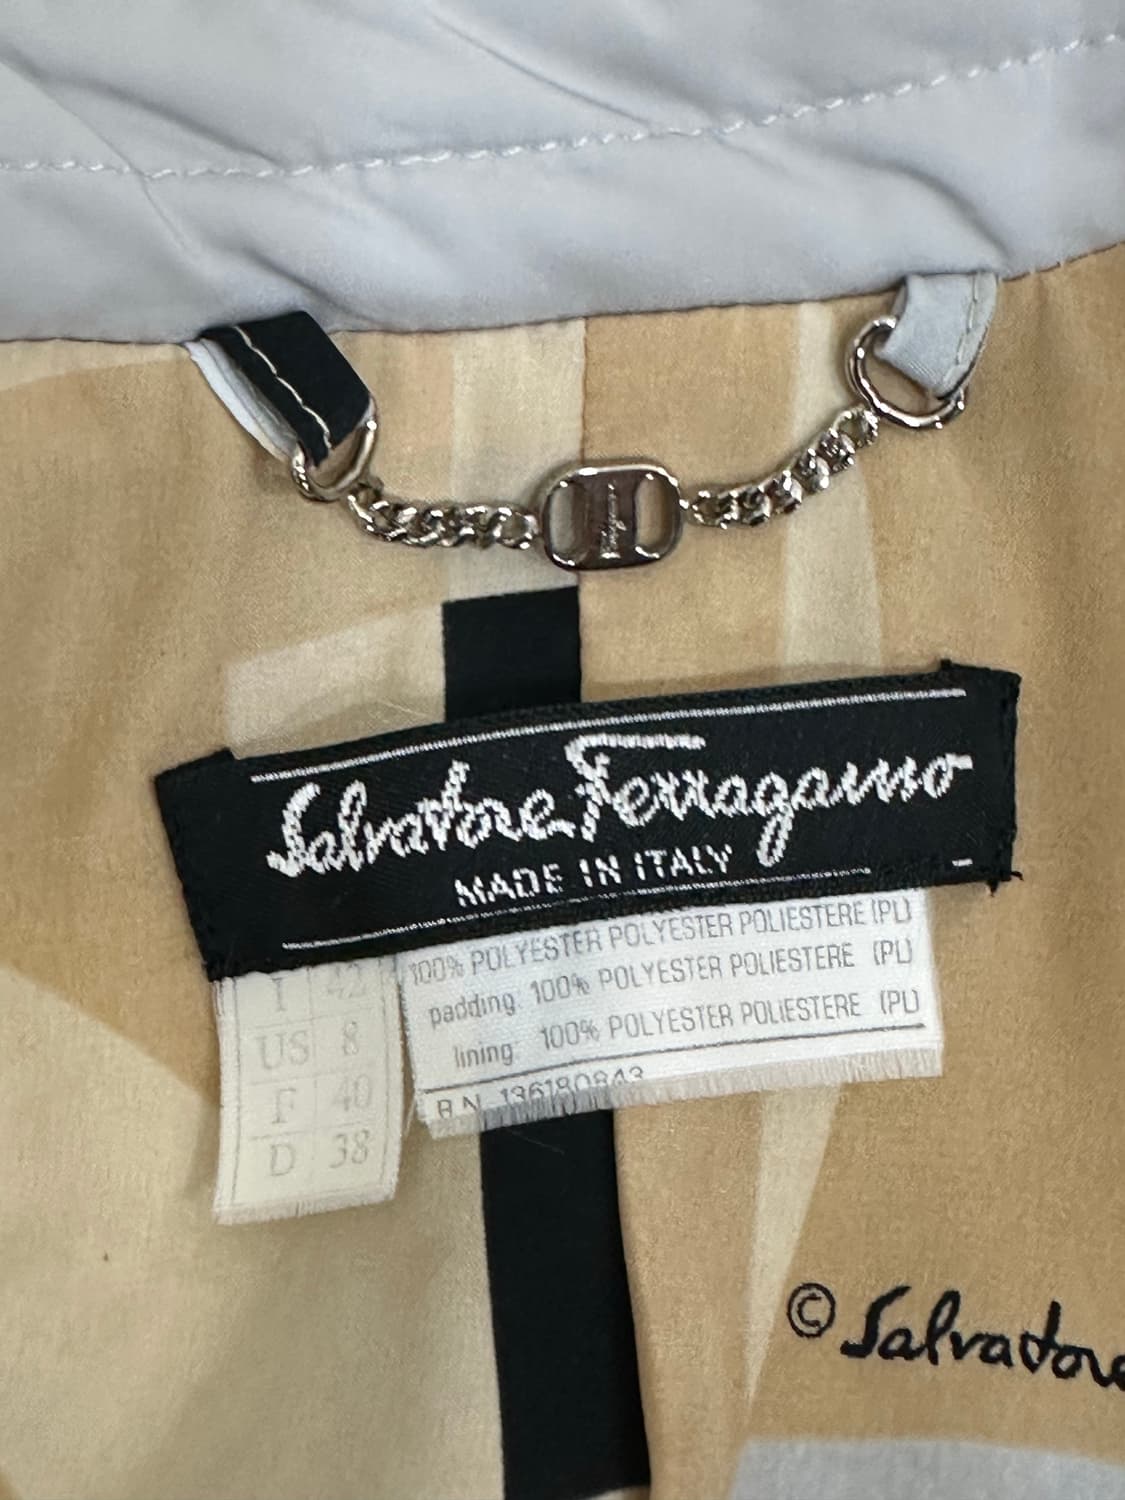 Salvatore Ferragamo
MADE IN ITALY
100% POLYESTER POLYESTER POLIESTERE (PL)
padding: 100% POLYESTER POLIESTERE (PL)
lining: 100% POLYESTER POLIESTERE (PL)
R.N. 136180843
I 42
US 8
F 40
D 38
© Salvatore